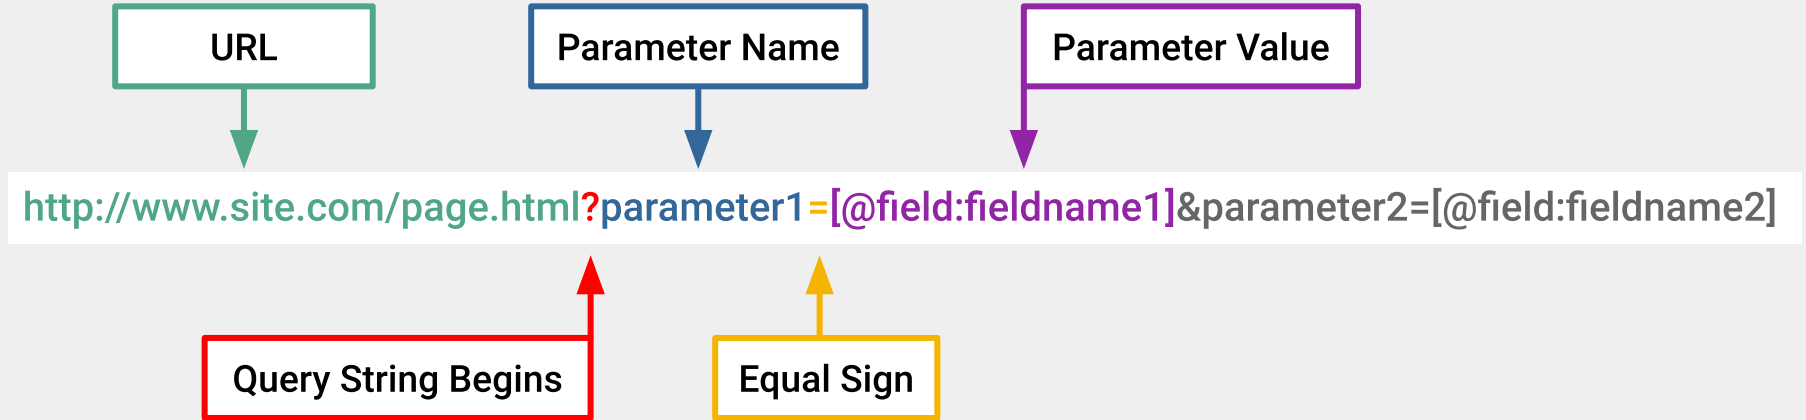 URL
Parameter Name
Parameter Value
http://www.site.com/page.html?parameter1=[@field:fieldname1]&parameter2=[@field:fieldname2]
Query String Begins
Equal Sign